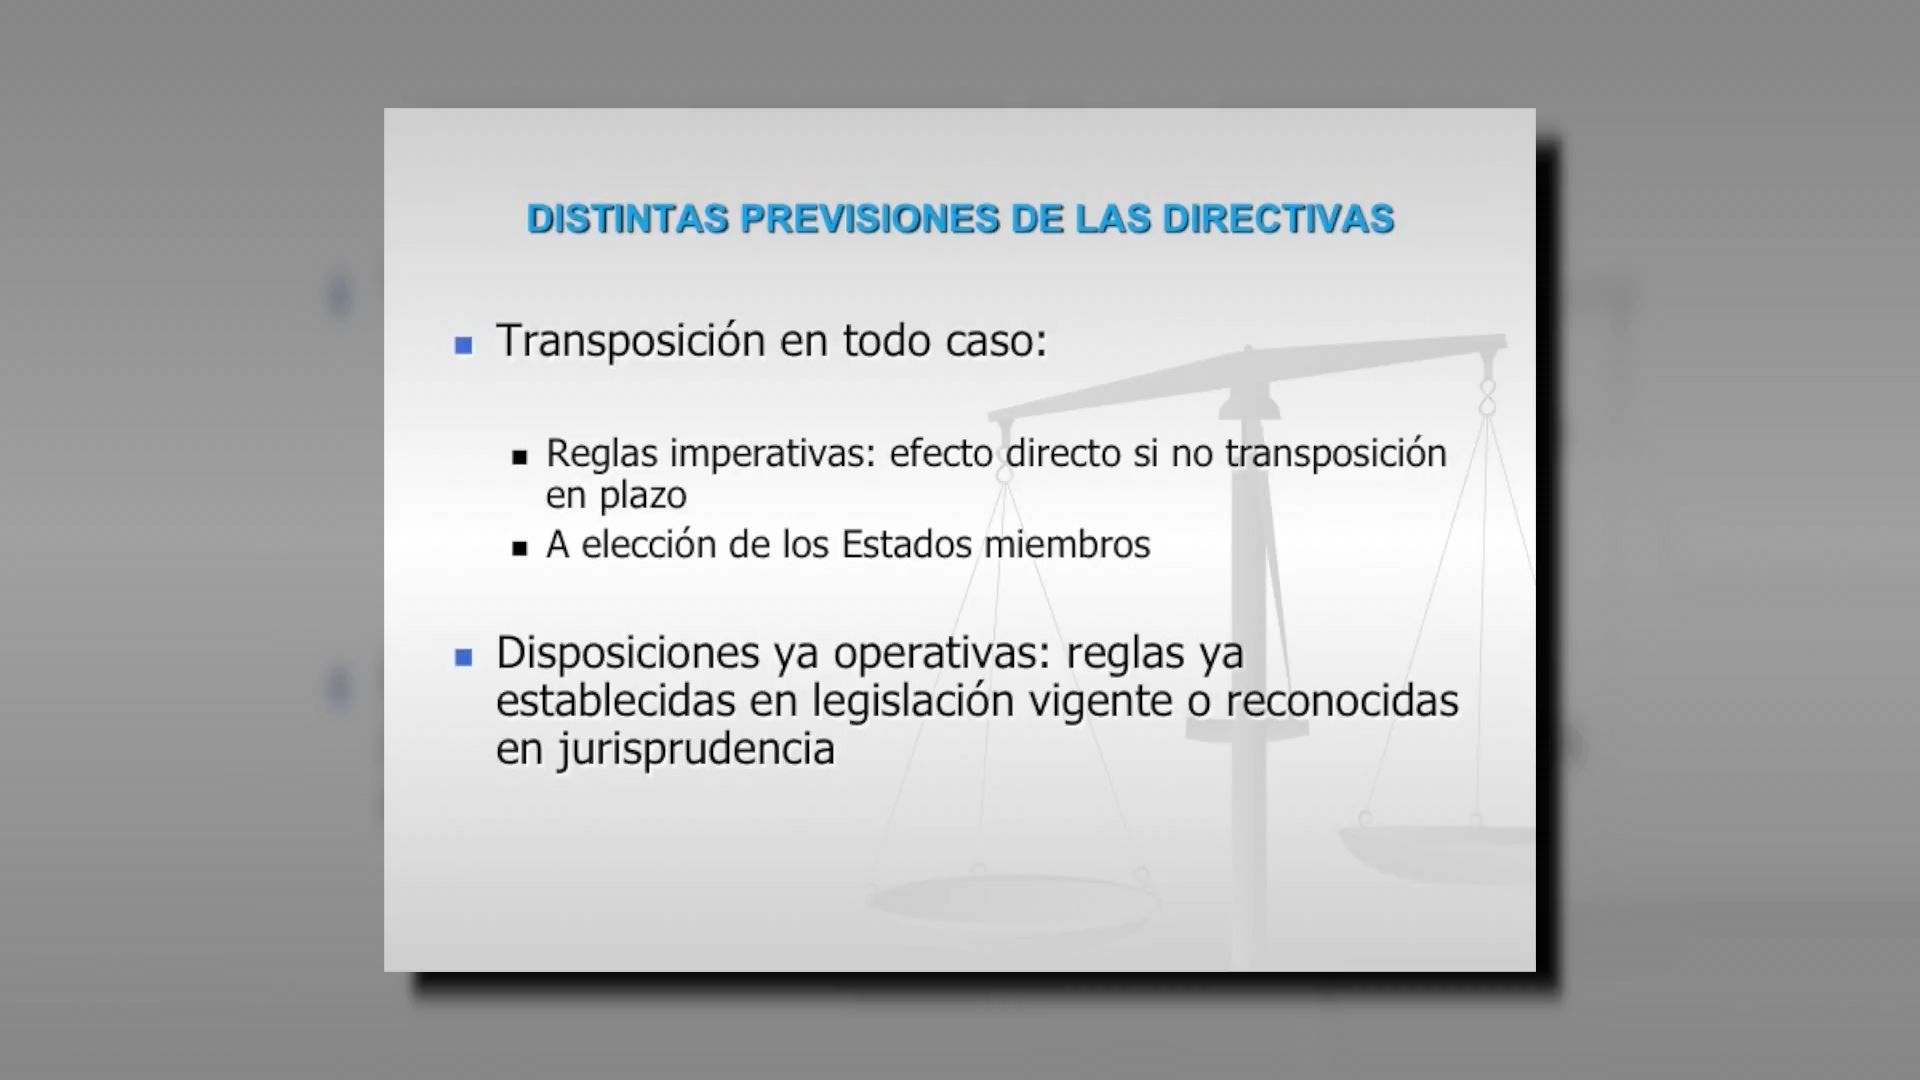 DISTINTAS PREVISIONES DE LAS DIRECTIVAS
Transposición en todo caso:
Reglas imperativas: efecto directo si no transposición
en plazo
A elección de los Estados miembros
Disposiciones ya operativas: reglas ya
establecidas en legislación vigente o reconocidas
en jurisprudencia